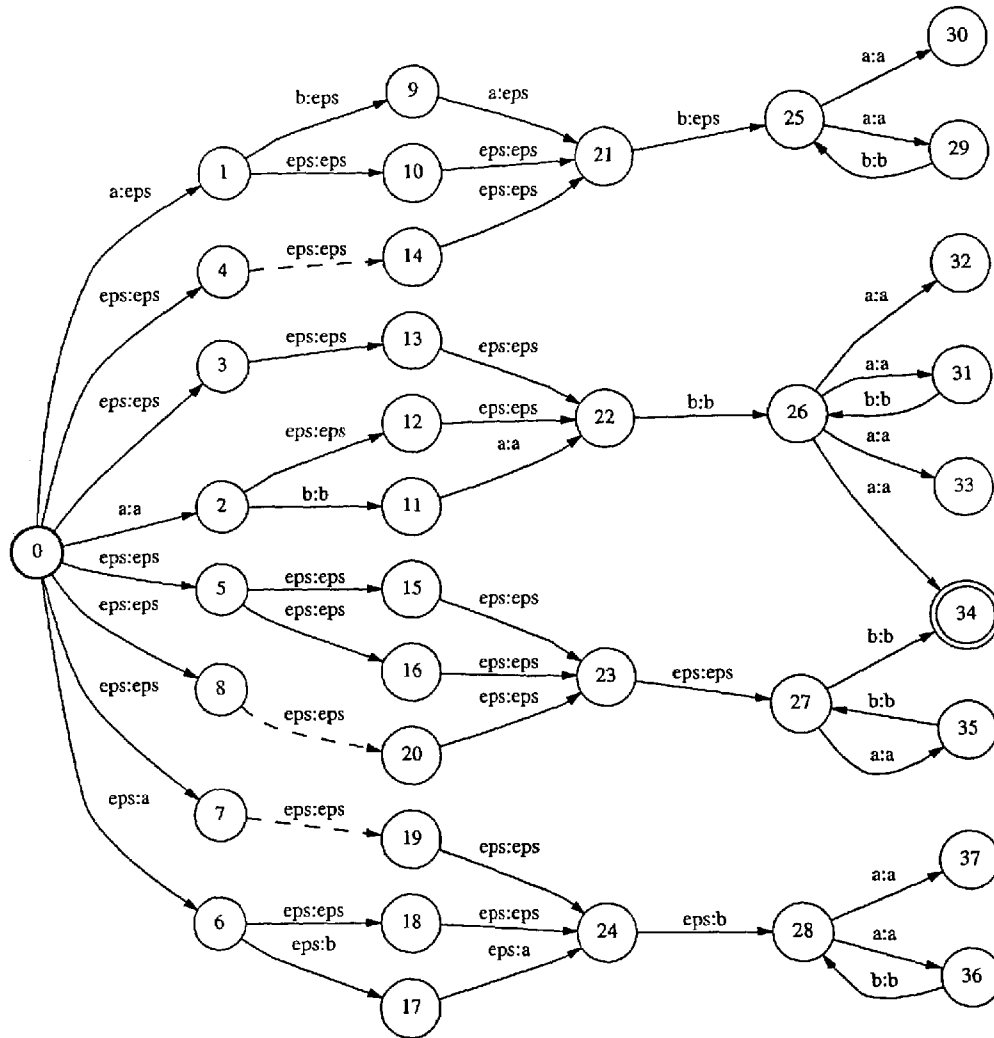 30
a:a
9
b:eps
a:eps
25
a:a
b:eps
21
29
eps:eps
b:b
1
10
eps:eps
a:eps
eps:eps
4
14
32
eps:eps
a:a
13
eps:eps
3
eps:eps
a:a
31
eps:eps
12
eps:eps
22
b:b
26
b:b
eps:eps
a:a
a:a
33
a:a
2
b:b
11
a:a
0
eps:eps
5
eps:eps
15
eps:eps
eps:eps
eps:eps
34
b:b
16
eps:eps
23
eps:eps
8
27
eps:eps
eps:eps
eps:eps
b:b
35
20
a:a
eps:a
7
eps:eps
19
eps:eps
37
a:a
6
eps:eps
18
eps:eps
24
eps:b
28
eps:b
eps:a
a:a
36
b:b
17